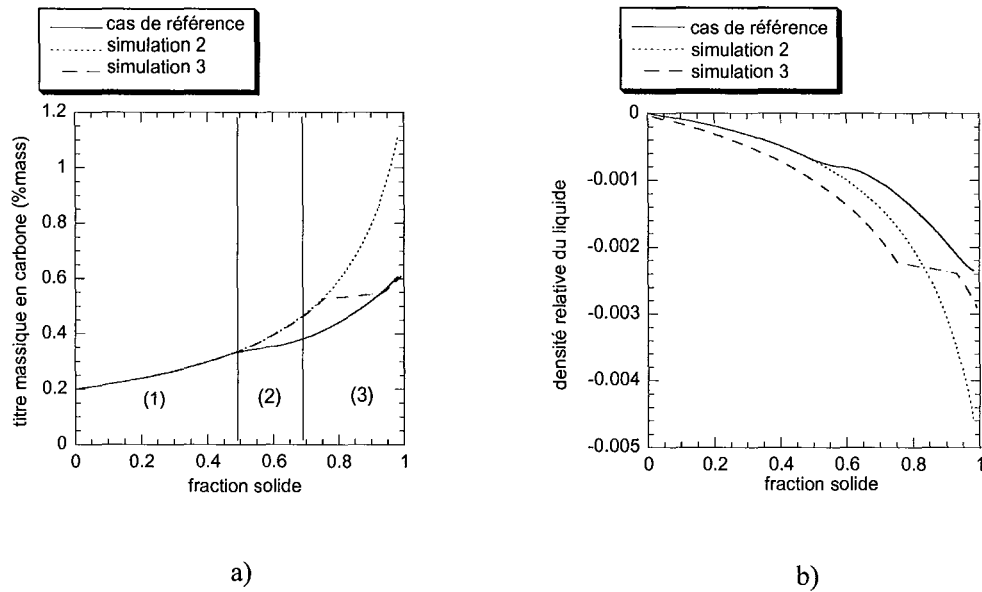 cas de référence
simulation 2
simulation 3
titre massique en carbone (%mass)
1.2
1
0.8
0.6
0.4
0.2
0
(1)
(2)
(3)
0
0.2
0.4
0.6
0.8
1
fraction solide
a)
cas de référence
simulation 2
simulation 3
densité relative du liquide
0
-0.001
-0.002
-0.003
-0.004
-0.005
0
0.2
0.4
0.6
0.8
1
fraction solide
b)